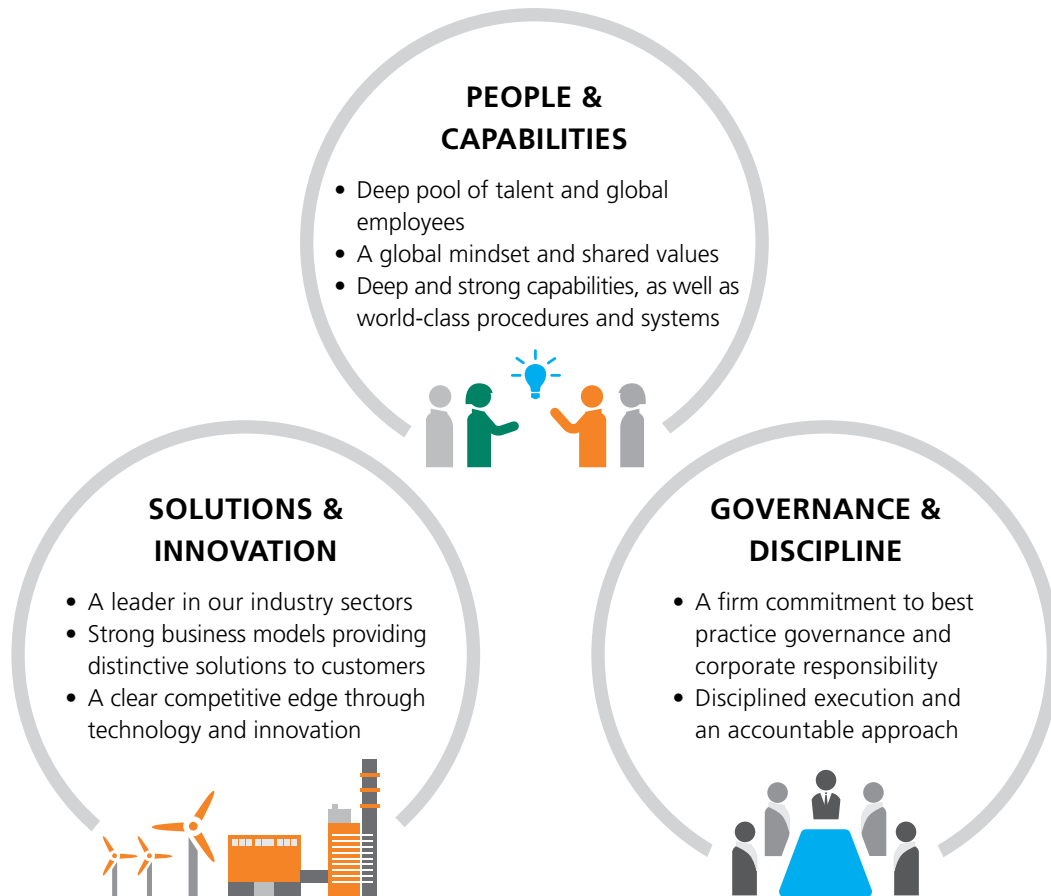 PEOPLE &
CAPABILITIES
• Deep pool of talent and global
employees
• A global mindset and shared values
• Deep and strong capabilities, as well as
world-class procedures and systems
SOLUTIONS &
INNOVATION
• A leader in our industry sectors
• Strong business models providing
distinctive solutions to customers
• A clear competitive edge through
technology and innovation
GOVERNANCE &
DISCIPLINE
• A firm commitment to best
practice governance and
corporate responsibility
• Disciplined execution and
an accountable approach